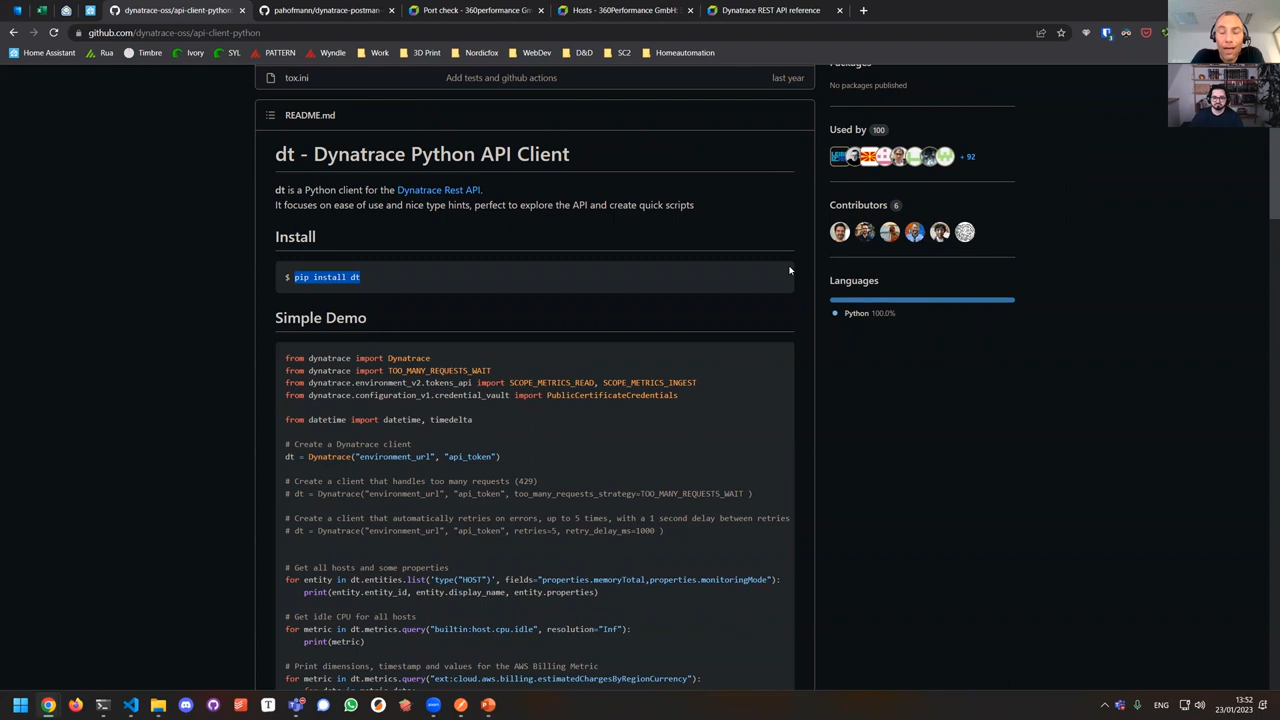 dynatrace-oss/api-client-python:
pahofmann/dynatrace-postman-
Port check - 360performance Gm
Hosts - 360Performance GmbH:
Dynatrace REST API reference
github.com/dynatrace-oss/api-client-python
Home Assistant
Rua
Timbre
Ivory
SYL
PATTERN
Wyndle
Work
3D Print
Nordicfox
WebDev
D&D
SC2
Homeautomation
tox.ini
Add tests and github actions
last year
Packages
No packages published
README.md
dt - Dynatrace Python API Client
dt is a Python client for the Dynatrace Rest API.
It focuses on ease of use and nice type hints, perfect to explore the API and create quick scripts
Install
$ pip install dt
Simple Demo
from dynatrace import Dynatrace
from dynatrace import TOO_MANY_REQUESTS_WAIT
from dynatrace.environment_v2.tokens_api import SCOPE_METRICS_READ, SCOPE_METRICS_INGEST
from dynatrace.configuration_v1.credential_vault import PublicCertificateCredentials
from datetime import datetime, timedelta
# Create a Dynatrace client
dt = Dynatrace("environment_url", "api_token")
# Create a client that handles too many requests (429)
# dt = Dynatrace("environment_url", "api_token", too_many_requests_strategy=TOO_MANY_REQUESTS_WAIT )
# Create a client that automatically retries on errors, up to 5 times, with a 1 second delay between retries
# dt = Dynatrace("environment_url", "api_token", retries=5, retry_delay_ms=1000 )
# Get all hosts and some properties
for entity in dt.entities.list('type("HOST")', fields="properties.memoryTotal,properties.monitoringMode"):
print(entity.entity_id, entity.display_name, entity.properties)
# Get idle CPU for all hosts
for metric in dt.metrics.query("builtin:host.cpu.idle", resolution="Inf"):
print(metric)
# Print dimensions, timestamp and values for the AWS Billing Metric
for metric in dt.metrics.query("ext:cloud.aws.billing.estimatedChargesByRegionCurrency"):
Used by 100
+ 92
Contributors 6
Languages
Python 100.0%
13:52
23/01/2023